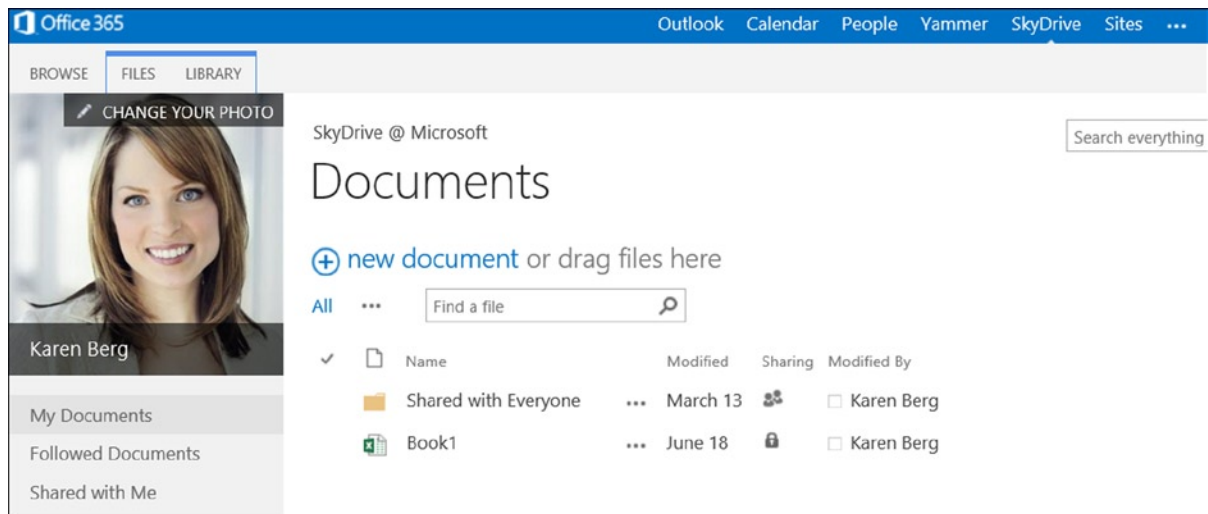 Office 365
Outlook Calendar People Yammer SkyDrive Sites ...
BROWSE FILES LIBRARY
CHANGE YOUR PHOTO
SkyDrive @ Microsoft
Search everything
Documents
new document or drag files here
All ... Find a file
Karen Berg
Name Modified Sharing Modified By
Shared with Everyone ... March 13 Karen Berg
Book1 ... June 18 Karen Berg
My Documents
Followed Documents
Shared with Me